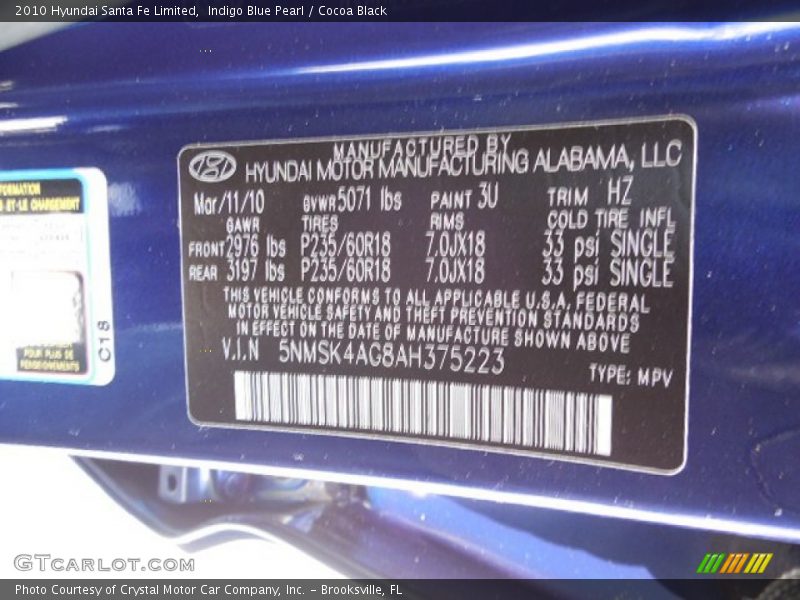 2010 Hyundai Santa Fe Limited,  Indigo Blue Pearl / Cocoa Black
MANUFACTURED BY
HYUNDAI MOTOR MANUFACTURING ALABAMA, LLC
Mar/11/10 GVWR 5071 lbs PAINT 3U TRIM HZ
GAWR TIRES RIMS COLD TIRE INFL
FRONT 2976 lbs P235/60R18 7.0JX18 33 psi SINGLE
REAR 3197 lbs P235/60R18 7.0JX18 33 psi SINGLE
THIS VEHICLE CONFORMS TO ALL APPLICABLE U.S.A. FEDERAL
MOTOR VEHICLE SAFETY AND THEFT PREVENTION STANDARDS
IN EFFECT ON THE DATE OF MANUFACTURE SHOWN ABOVE
V.I.N 5NMSK4AG8AH375223
TYPE: MPV
C18
POUR PLUS DE
RENSEIGNEMENTS
GTCARLOT.COM
Photo Courtesy of Crystal Motor Car Company, Inc. – Brooksville, FL